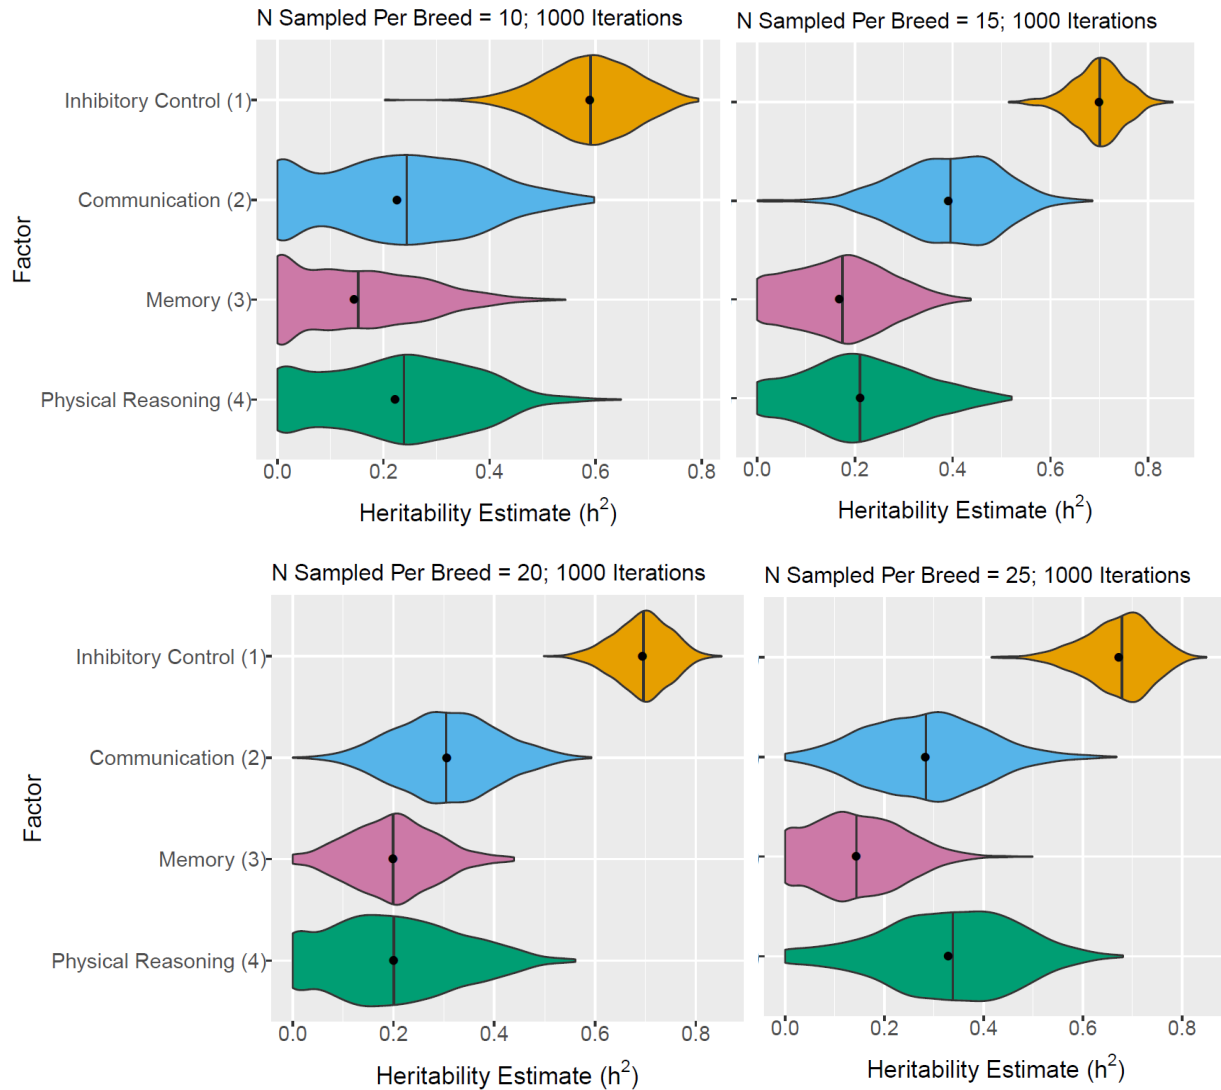 N Sampled Per Breed = 10; 1000 Iterations
Factor
Inhibitory Control (1)
Communication (2)
Memory (3)
Physical Reasoning (4)
0.0 0.2 0.4 0.6 0.8
Heritability Estimate (h²)
N Sampled Per Breed = 15; 1000 Iterations
0.0 0.2 0.4 0.6 0.8
Heritability Estimate (h²)
N Sampled Per Breed = 20; 1000 Iterations
Factor
Inhibitory Control (1)
Communication (2)
Memory (3)
Physical Reasoning (4)
0.0 0.2 0.4 0.6 0.8
Heritability Estimate (h²)
N Sampled Per Breed = 25; 1000 Iterations
0.0 0.2 0.4 0.6 0.8
Heritability Estimate (h²)